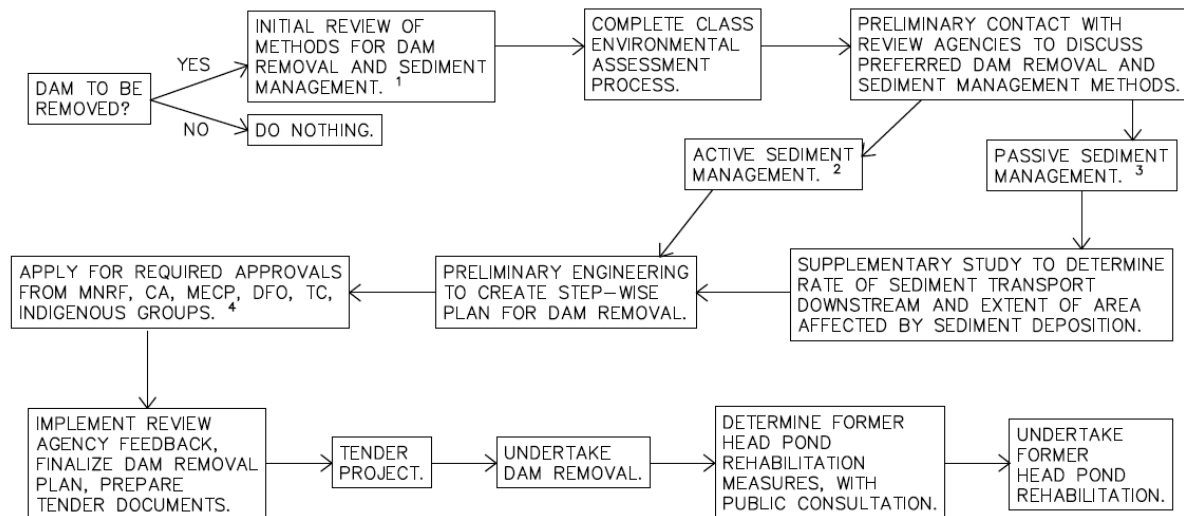 DAM TO BE
REMOVED?
YES
NO
INITIAL REVIEW OF
METHODS FOR DAM
REMOVAL AND SEDIMENT
MANAGEMENT. 1
DO NOTHING.
COMPLETE CLASS
ENVIRONMENTAL
ASSESSMENT
PROCESS.
PRELIMINARY CONTACT WITH
REVIEW AGENCIES TO DISCUSS
PREFERRED DAM REMOVAL AND
SEDIMENT MANAGEMENT METHODS.
ACTIVE SEDIMENT
MANAGEMENT. 2
PASSIVE SEDIMENT
MANAGEMENT. 3
SUPPLEMENTARY STUDY TO DETERMINE
RATE OF SEDIMENT TRANSPORT
DOWNSTREAM AND EXTENT OF AREA
AFFECTED BY SEDIMENT DEPOSITION.
PRELIMINARY ENGINEERING
TO CREATE STEP-WISE
PLAN FOR DAM REMOVAL.
APPLY FOR REQUIRED APPROVALS
FROM MNRF, CA, MECP, DFO, TC,
INDIGENOUS GROUPS. 4
IMPLEMENT REVIEW
AGENCY FEEDBACK,
FINALIZE DAM REMOVAL
PLAN, PREPARE
TENDER DOCUMENTS.
TENDER
PROJECT.
UNDERTAKE
DAM REMOVAL.
DETERMINE FORMER
HEAD POND
REHABILITATION
MEASURES, WITH
PUBLIC CONSULTATION.
UNDERTAKE
FORMER
HEAD POND
REHABILITATION.